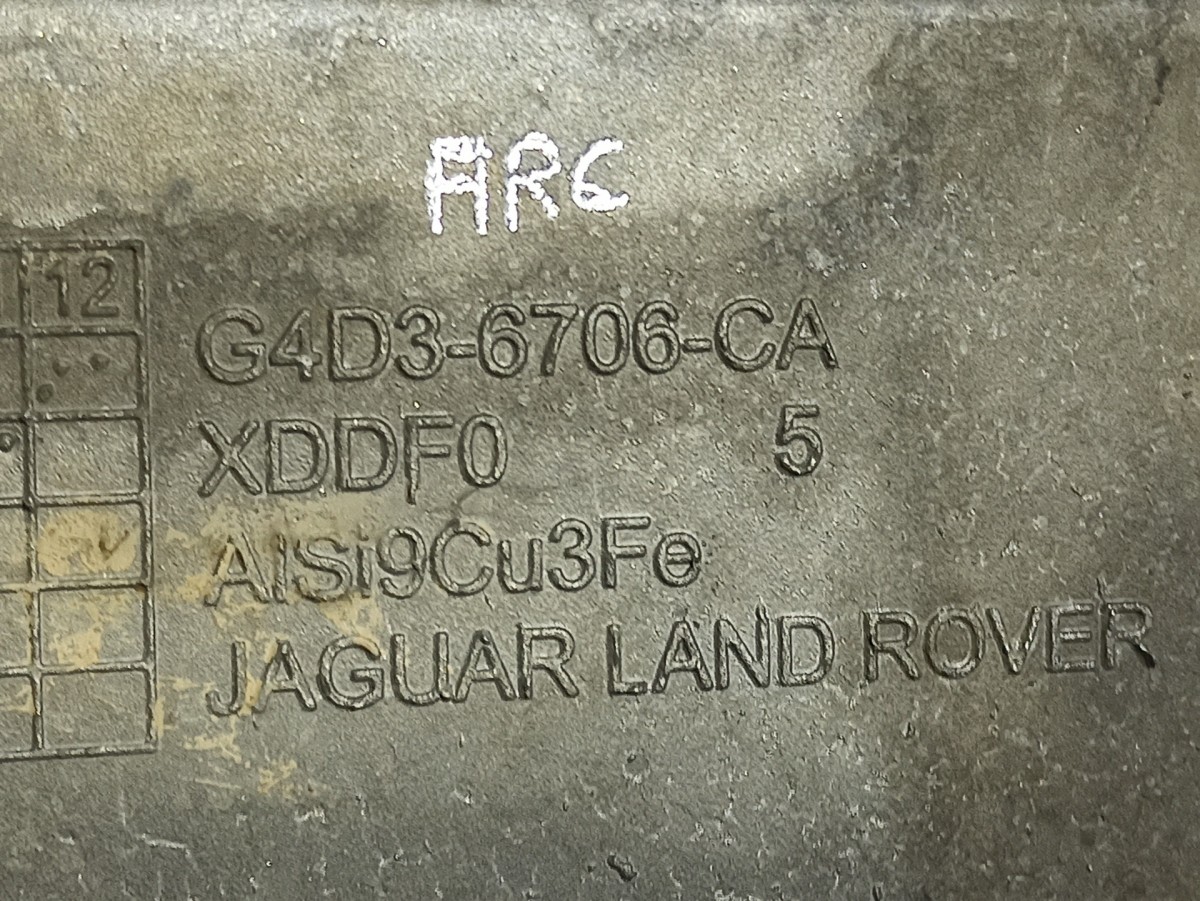 ARC
12
G4D3-6706-CA
XDDF0 5
AlSi9Cu3Fe
JAGUAR LAND ROVER